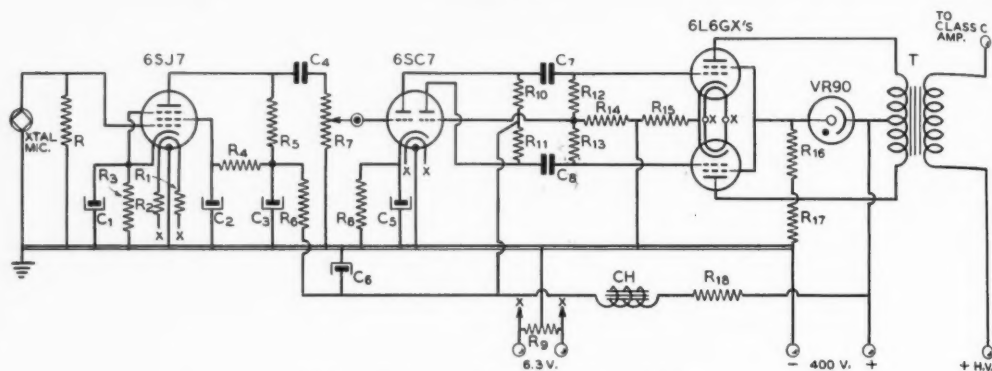 6SJ7
6SC7
6L6GX'S
TO
CLASS C
AMP.
T
C4
C7
VR90
XTAL
MIC.
R
R5
R7
R10
R12
R14
R15
X
X
R4
R11
R13
R16
R3
R1
X
X
C8
R2
C1
C2
C3
R6
R8
C5
R17
X
X
C6
CH
R18
X
X
R9
6.3 V.
- 400 V. +
+ H.V.